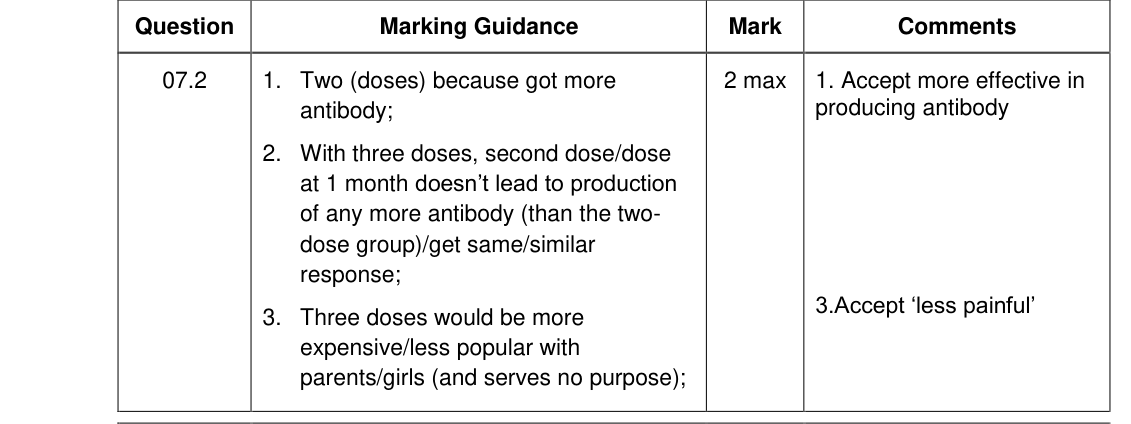 Question Marking Guidance Mark Comments
07.2 1. Two (doses) because got more 2 max 1. Accept more effective in
antibody; producing antibody
2. With three doses, second dose/dose
at 1 month doesn’t lead to production
of any more antibody (than the two-
dose group)/get same/similar
response;
3.Accept ‘less painful’
3. Three doses would be more
expensive/less popular with
parents/girls (and serves no purpose);